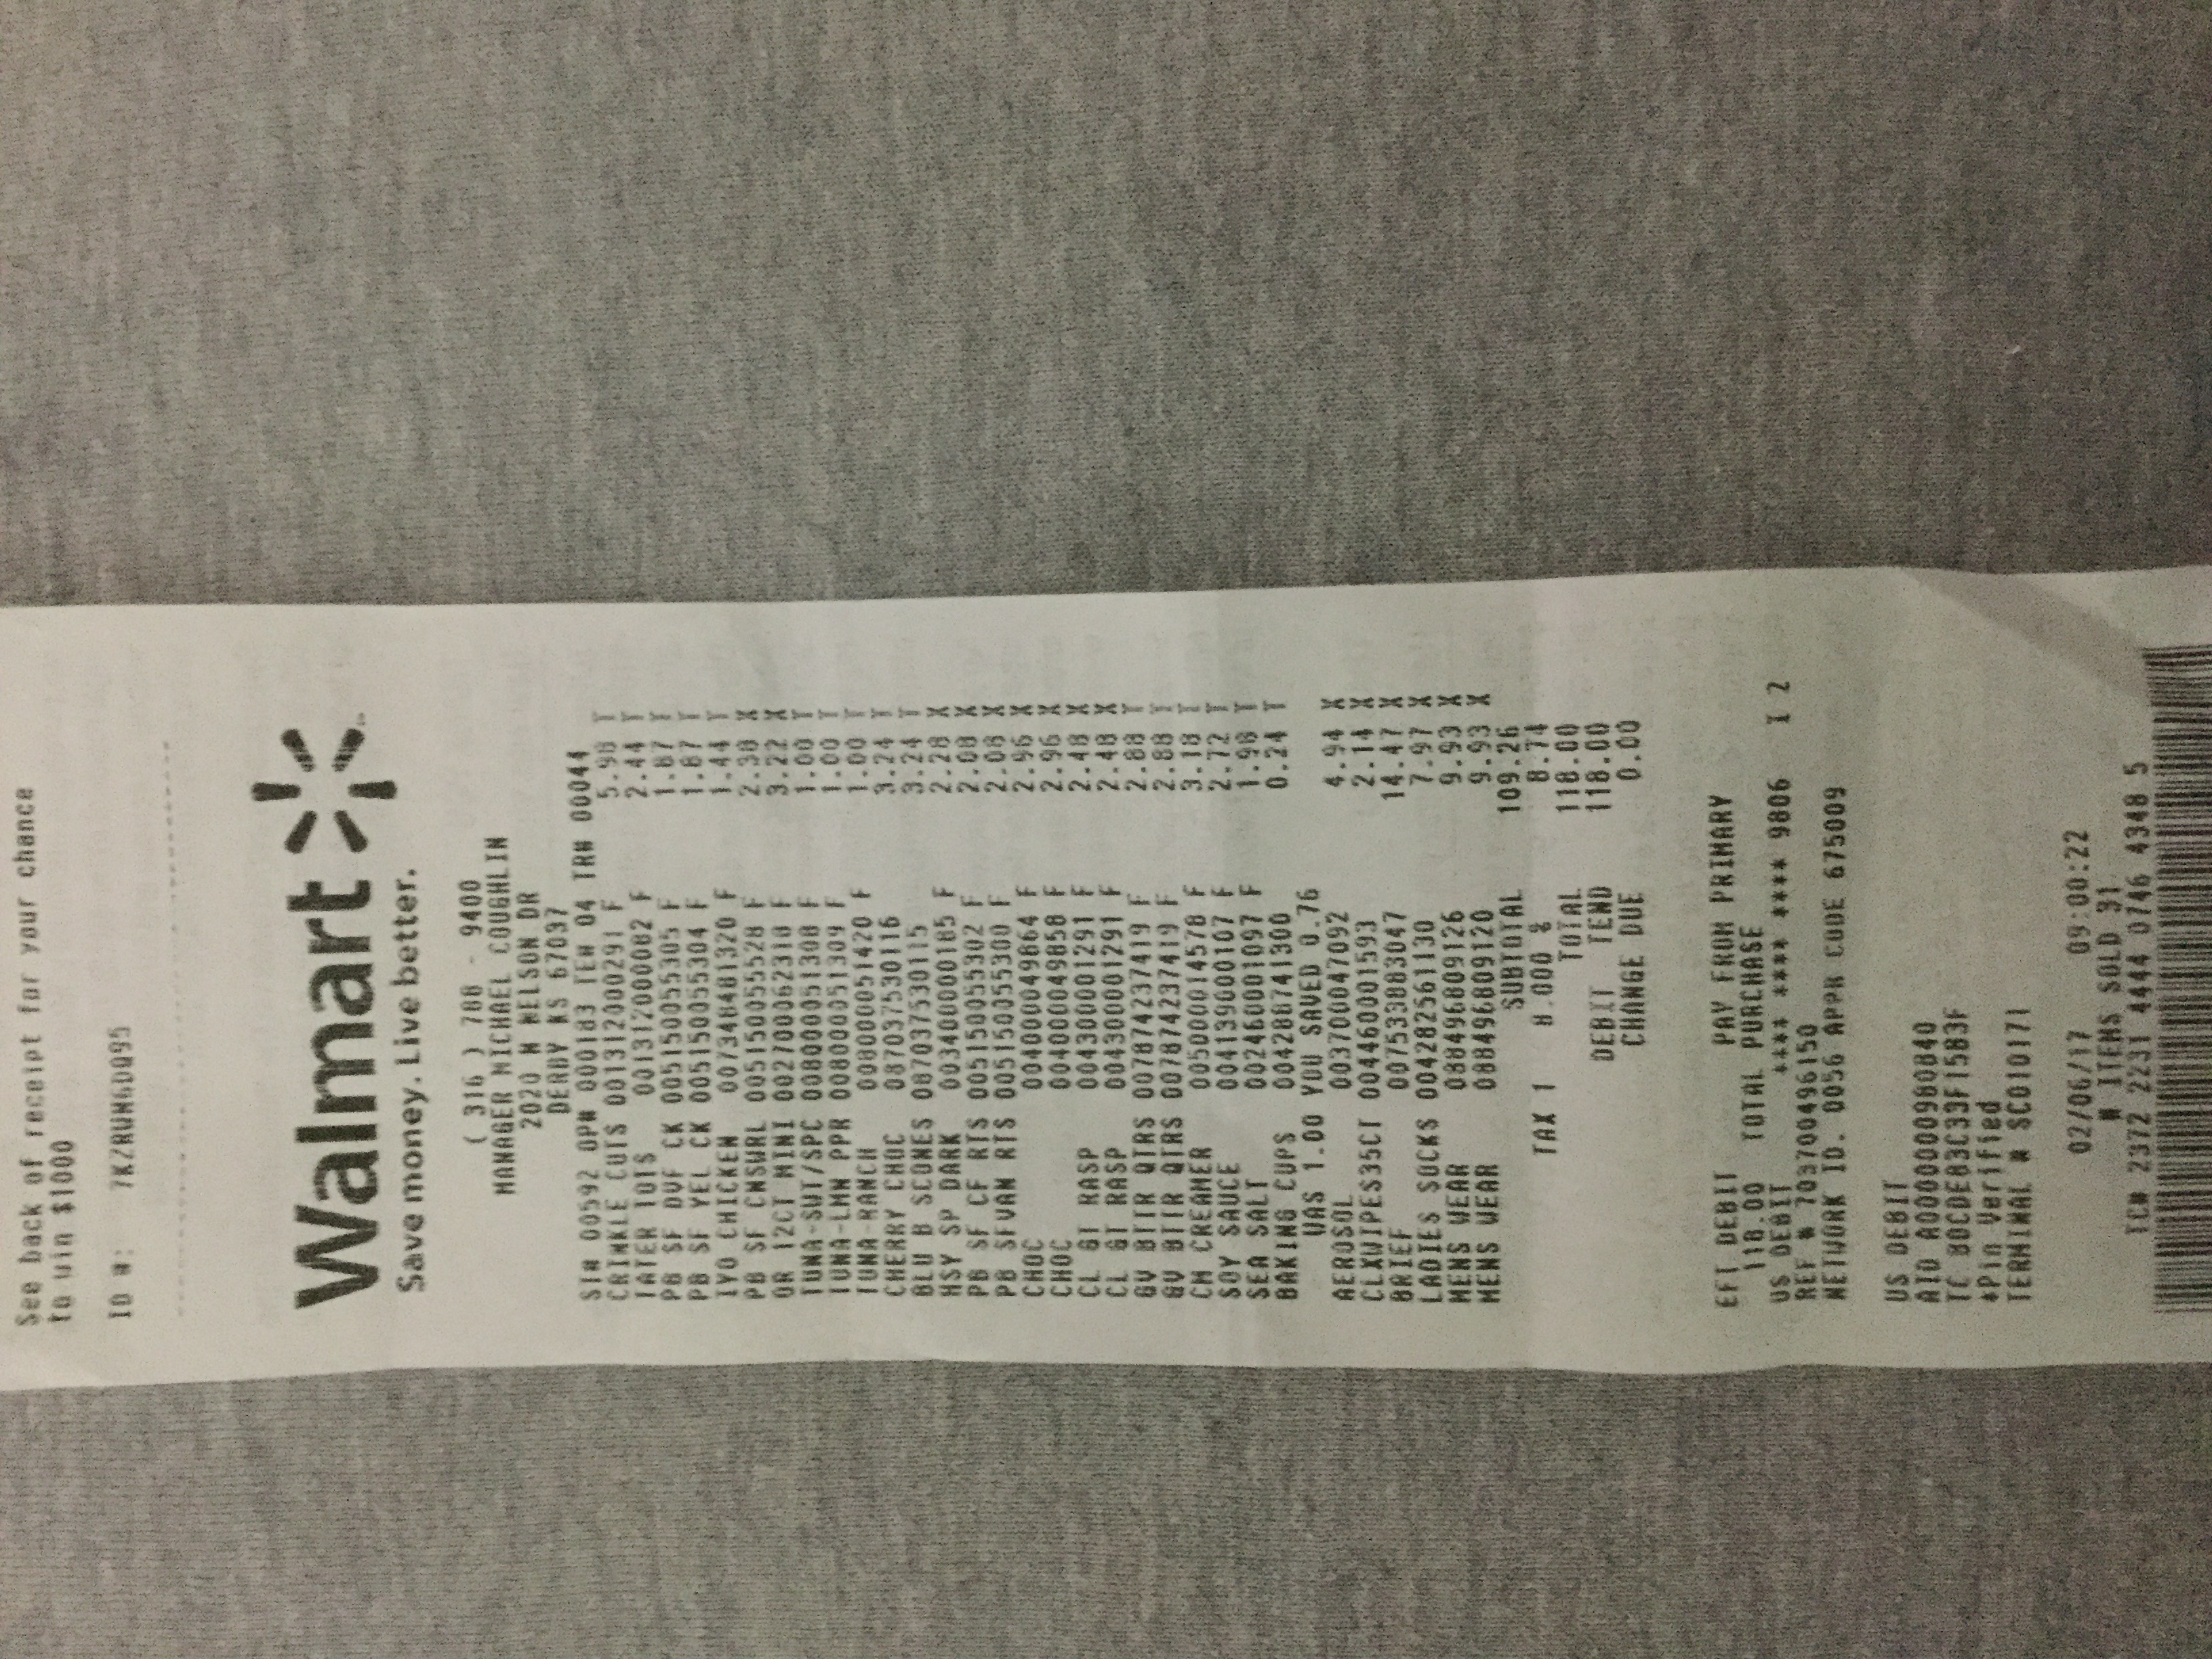 See back of receipt for your chance
to win $1000
ID #: 7KZRWM6DQ95
Walmart
Save money. Live better.
( 316 ) 788 - 9400
MANAGER MICHAEL COUGHLIN
2020 N NELSON DR
DERBY KS 67037
ST# 00592 OP# 000183 TE# 04 TR# 00044
CRINKLE CUTS 001312000291 F 5.98 T
TATER TOTS 001312000082 F 2.44 T
PB SF DVF CK 005150055305 F 1.87 T
PB SF YEL CK 005150055304 F 1.87 T
IYO CHICKEN 007348481320 F 1.44 T
PB SF CNSWRL 005150055528 F 2.38 X
OR 12CT MINI 002700062318 F 3.22 X
TUNA-SWT/SPC 008000051308 F 1.00 T
TUNA-LMN PPR 008000051309 F 1.00 T
TUNA-RANCH 008000051420 F 1.00 T
CHERRY CHOC 087037530116 3.24 T
BLU B SCONES 087037530115 3.24 T
HSY SP DARK 003400000185 F 2.28 X
PB SF CF RTS 005150055302 F 2.08 X
PB SFVAN RTS 005150055300 F 2.08 X
CHOC 004000049864 F 2.96 X
CHOC 004000049858 F 2.96 X
CL GT RASP 004300001291 F 2.48 X
CL GT RASP 004300001291 F 2.48 X
GV BTTR QTRS 007874237419 F 2.88 T
GV BTTR QTRS 007874237419 F 2.88 T
CM CREAMER 005000014578 F 3.18 T
SOY SAUCE 004139000107 F 2.72 T
SEA SALT 002460001097 F 1.98 T
BAKING CUPS 004288741300 0.24 T
WAS 1.00 YOU SAVED 0.76
AEROSOL 003700047092 4.94 X
CLXWIPES35CT 004460001593 2.14 X
BRIEF 007533883047 14.47 X
LADIES SOCKS 004282561130 7.97 X
MENS WEAR 088496809126 9.93 X
MENS WEAR 088496809120 9.93 X
SUBTOTAL 109.26
TAX 1 8.000 % 8.74
TOTAL 118.00
DEBIT TEND 118.00
CHANGE DUE 0.00
EFT DEBIT PAY FROM PRIMARY
118.00 TOTAL PURCHASE
US DEBIT **** **** **** 9806 I 2
REF # 703700496150
NETWORK ID. 0056 APPR CODE 675009
US DEBIT
AID A0000000980840
TC 80CDE83C33F1583F
*Pin Verified
TERMINAL # SC010171
02/06/17 09:00:22
# ITEMS SOLD 31
TC# 2372 2231 4444 0746 4348 5